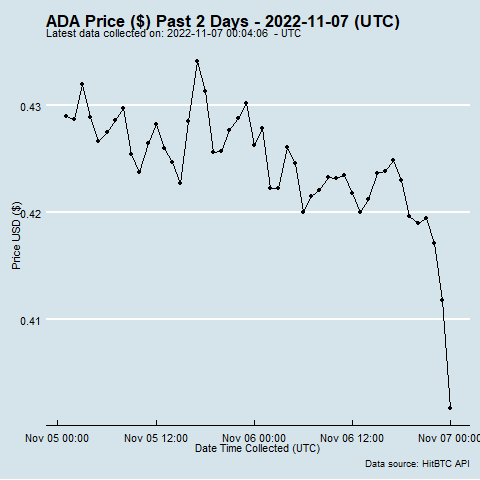 ADA Price ($) Past 2 Days - 2022-11-07 (UTC)
Latest data collected on: 2022-11-07 00:04:06 - UTC
0.43
0.42
0.41
Price USD ($)
Nov 05 00:00 Nov 05 12:00 Nov 06 00:00 Nov 06 12:00 Nov 07 00:00
Date Time Collected (UTC)
Data source: HitBTC API